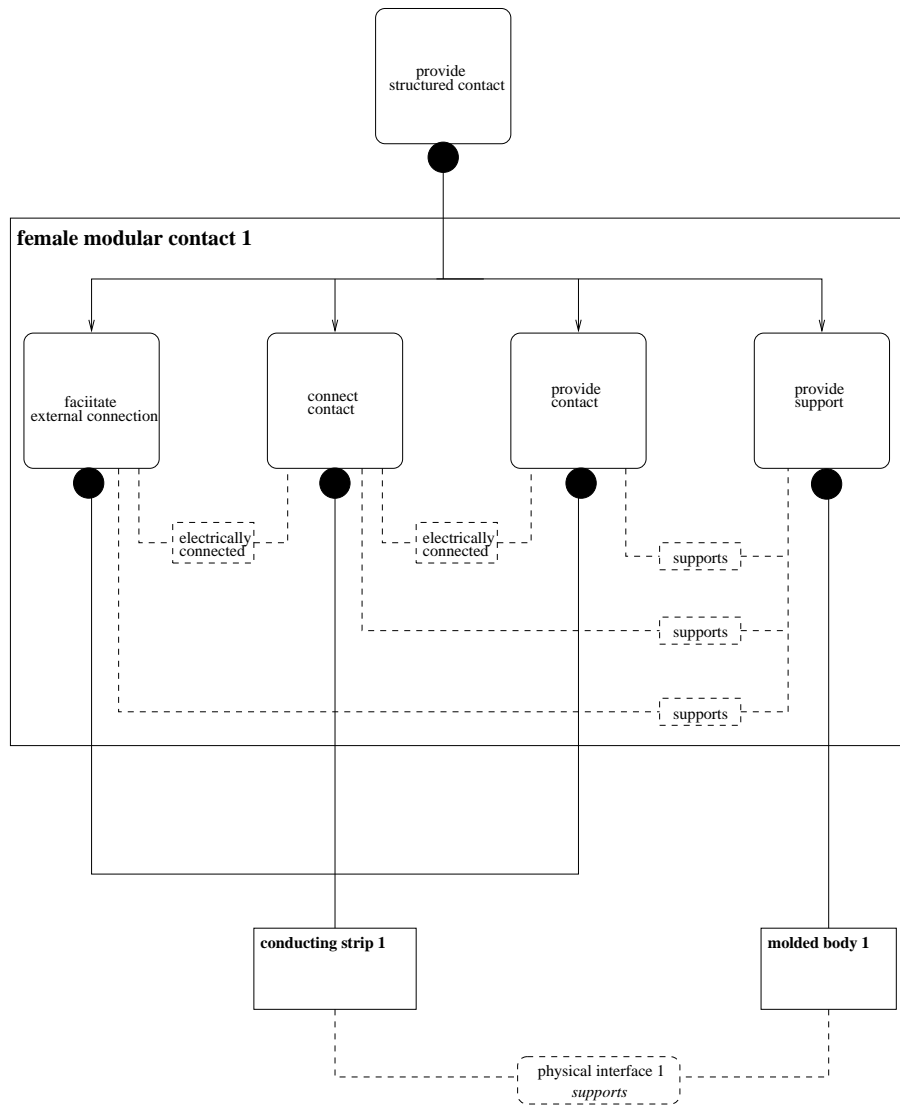 provide
structured contact
female modular contact 1
faciitate
external connection
connect
contact
provide
contact
provide
support
electrically
connected
electrically
connected
supports
supports
supports
conducting strip 1
molded body 1
physical interface 1
supports